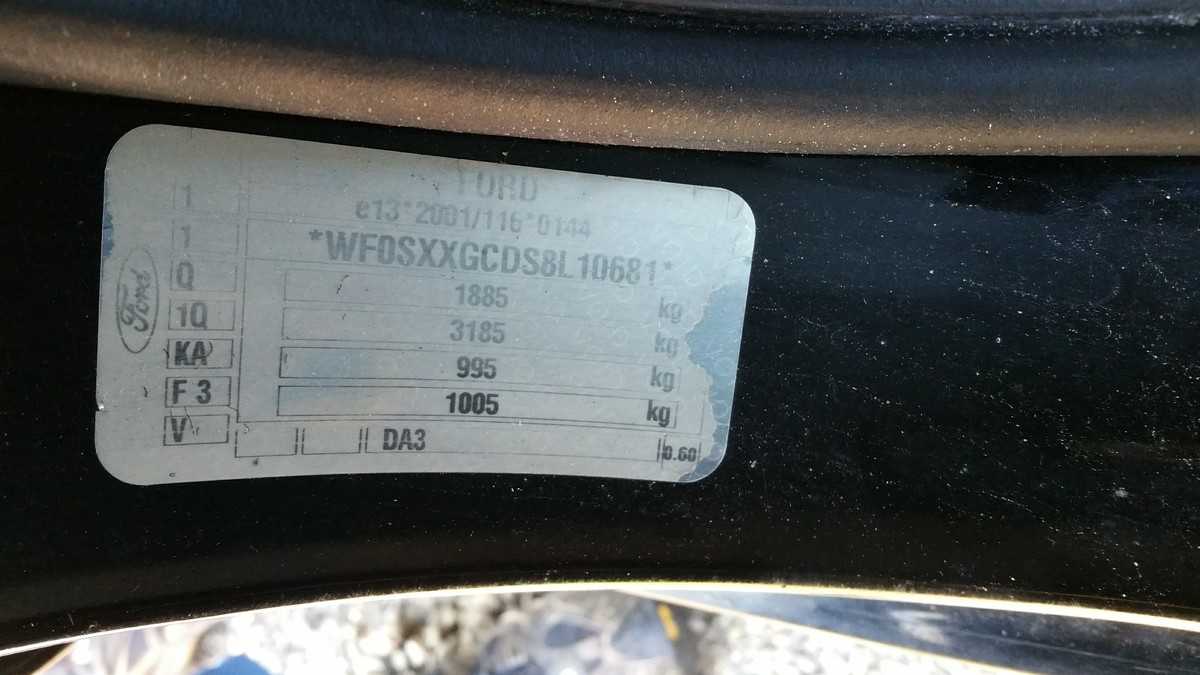 FORD
e13*2001/116*0144
*WF0SXXGCDS8L10681*
1
1
Q 1885 kg
1Q 3185 kg
KA 995 kg
F 3 1005 kg
V DA3 0.60
Ford